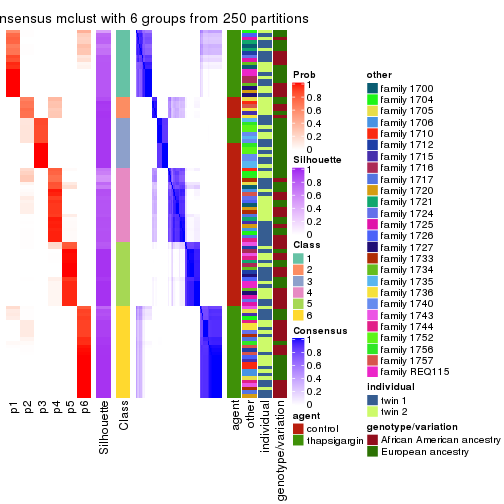 nsensus mclust with 6 groups from 250 partitions
p1
p2
p3
p4
p5
p6
Silhouette
Class
agent
other
individual
genotype/variation
Prob
1
0.8
0.6
0.4
0.2
0
Silhouette
1
0.8
0.6
0.4
0.2
0
Class
1
2
3
4
5
6
Consensus
1
0.8
0.6
0.4
0.2
0
agent
control
thapsigargin
other
family 1700
family 1704
family 1705
family 1706
family 1710
family 1712
family 1715
family 1716
family 1717
family 1720
family 1721
family 1724
family 1725
family 1726
family 1727
family 1733
family 1734
family 1735
family 1736
family 1740
family 1743
family 1744
family 1752
family 1756
family 1757
family REQ115
individual
twin 1
twin 2
genotype/variation
African American ancestry
European ancestry